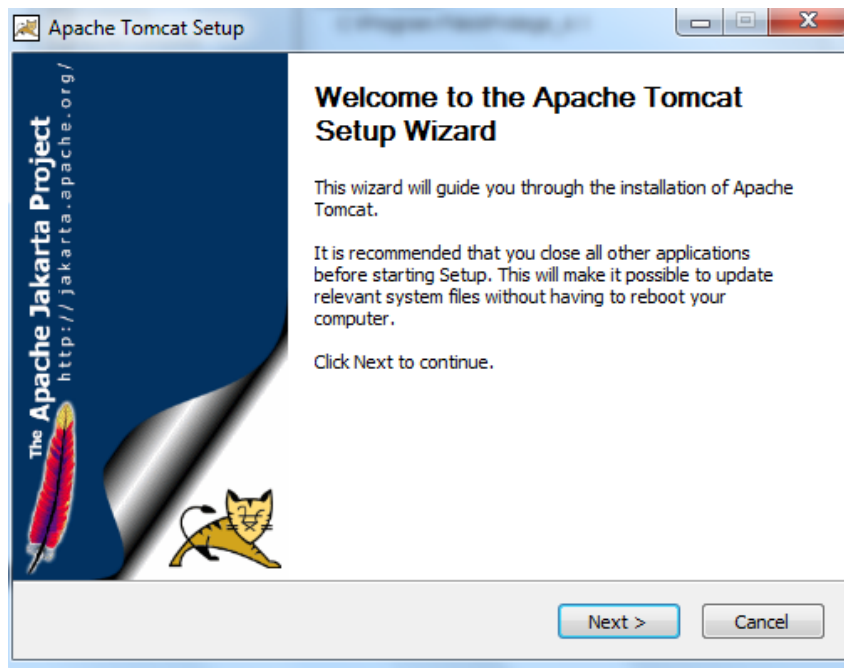 Apache Tomcat Setup
The Apache Jakarta Project
http://jakarta.apache.org/
Welcome to the Apache Tomcat
Setup Wizard
This wizard will guide you through the installation of Apache
Tomcat.
It is recommended that you close all other applications
before starting Setup. This will make it possible to update
relevant system files without having to reboot your
computer.
Click Next to continue.
Next >
Cancel